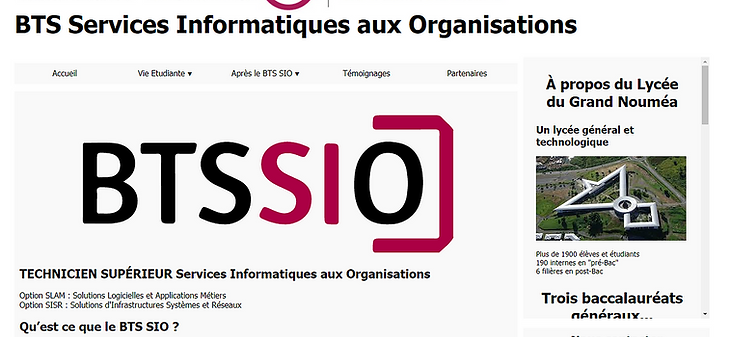 BTS Services Informatiques aux Organisations
Accueil
Vie Etudiante ▾
Après le BTS SIO ▾
Témoignages
Partenaires
BTSSIO
TECHNICIEN SUPÉRIEUR Services Informatiques aux Organisations
Option SLAM : Solutions Logicielles et Applications Métiers
Option SISR : Solutions d'Infrastructures Systèmes et Réseaux
Qu'est ce que le BTS SIO ?
À propos du Lycée
du Grand Nouméa
Un lycée général et
technologique
Plus de 1900 élèves et étudiants
190 internes en "pré-Bac"
6 filières en post-Bac
Trois baccalauréats
généraux...